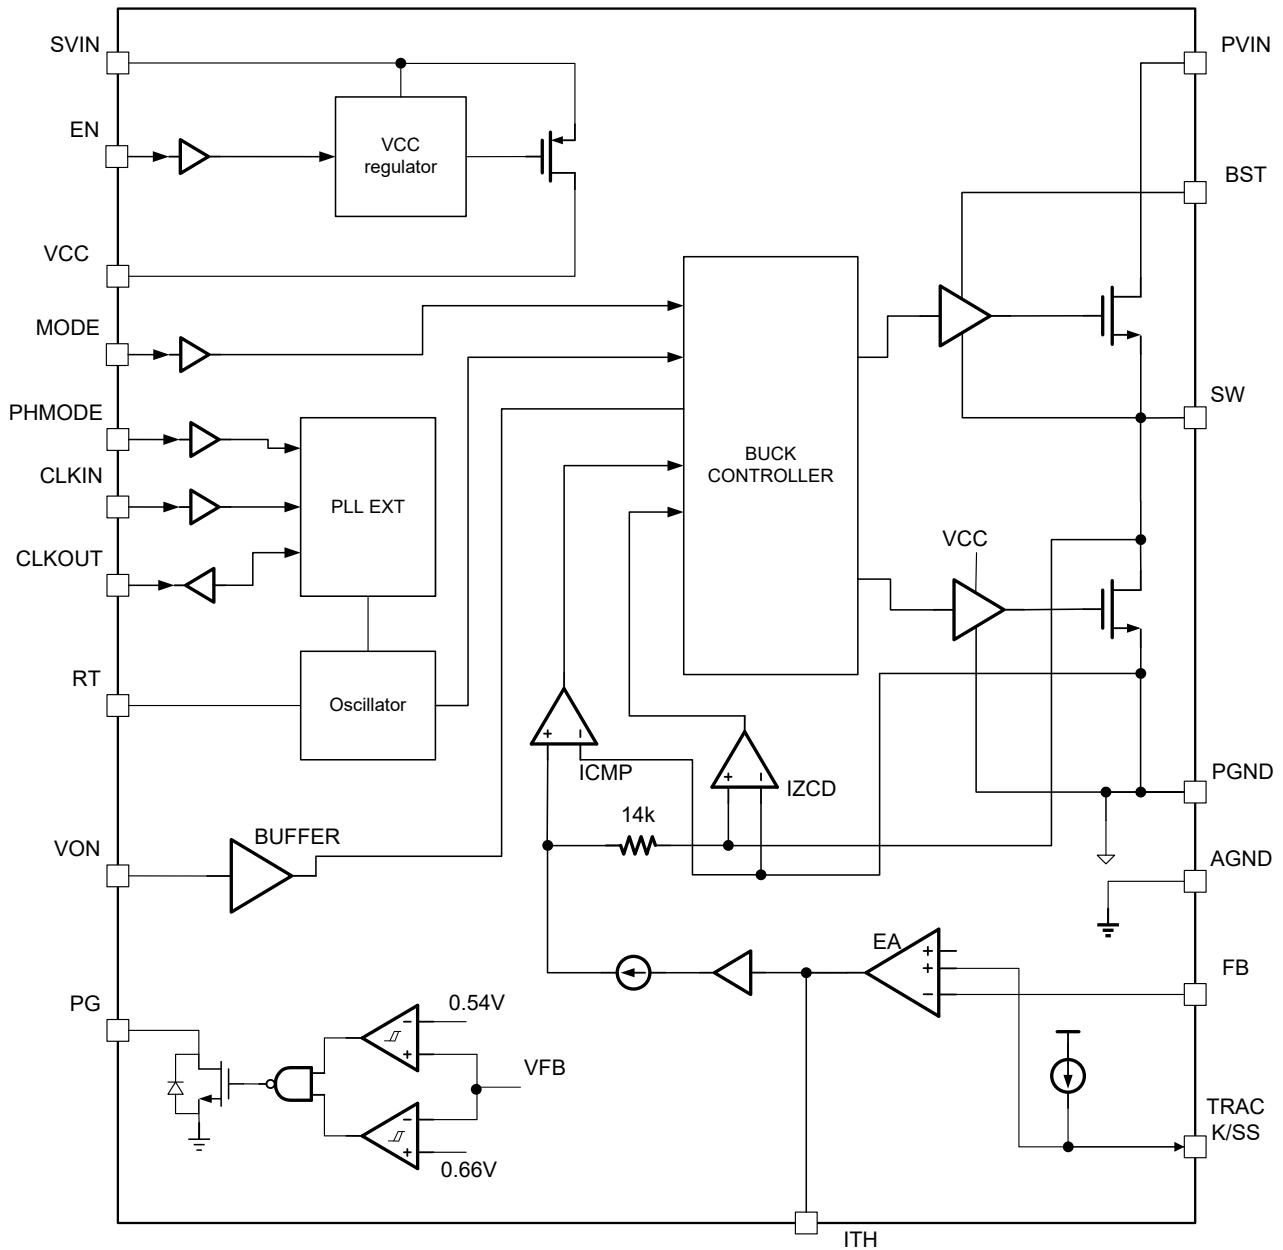 SVIN
PVIN
EN
VCC
regulator
BST
VCC
MODE
PHMODE
SW
BUCK
CONTROLLER
CLKIN
PLL EXT
CLKOUT
VCC
RT
Oscillator
+ −
ICMP
+ −
IZCD
PGND
14k
BUFFER
VON
AGND
EA
+
+
−
FB
PG
0.54V
−
+
VFB
−
+
0.66V
TRAC
K/SS
ITH